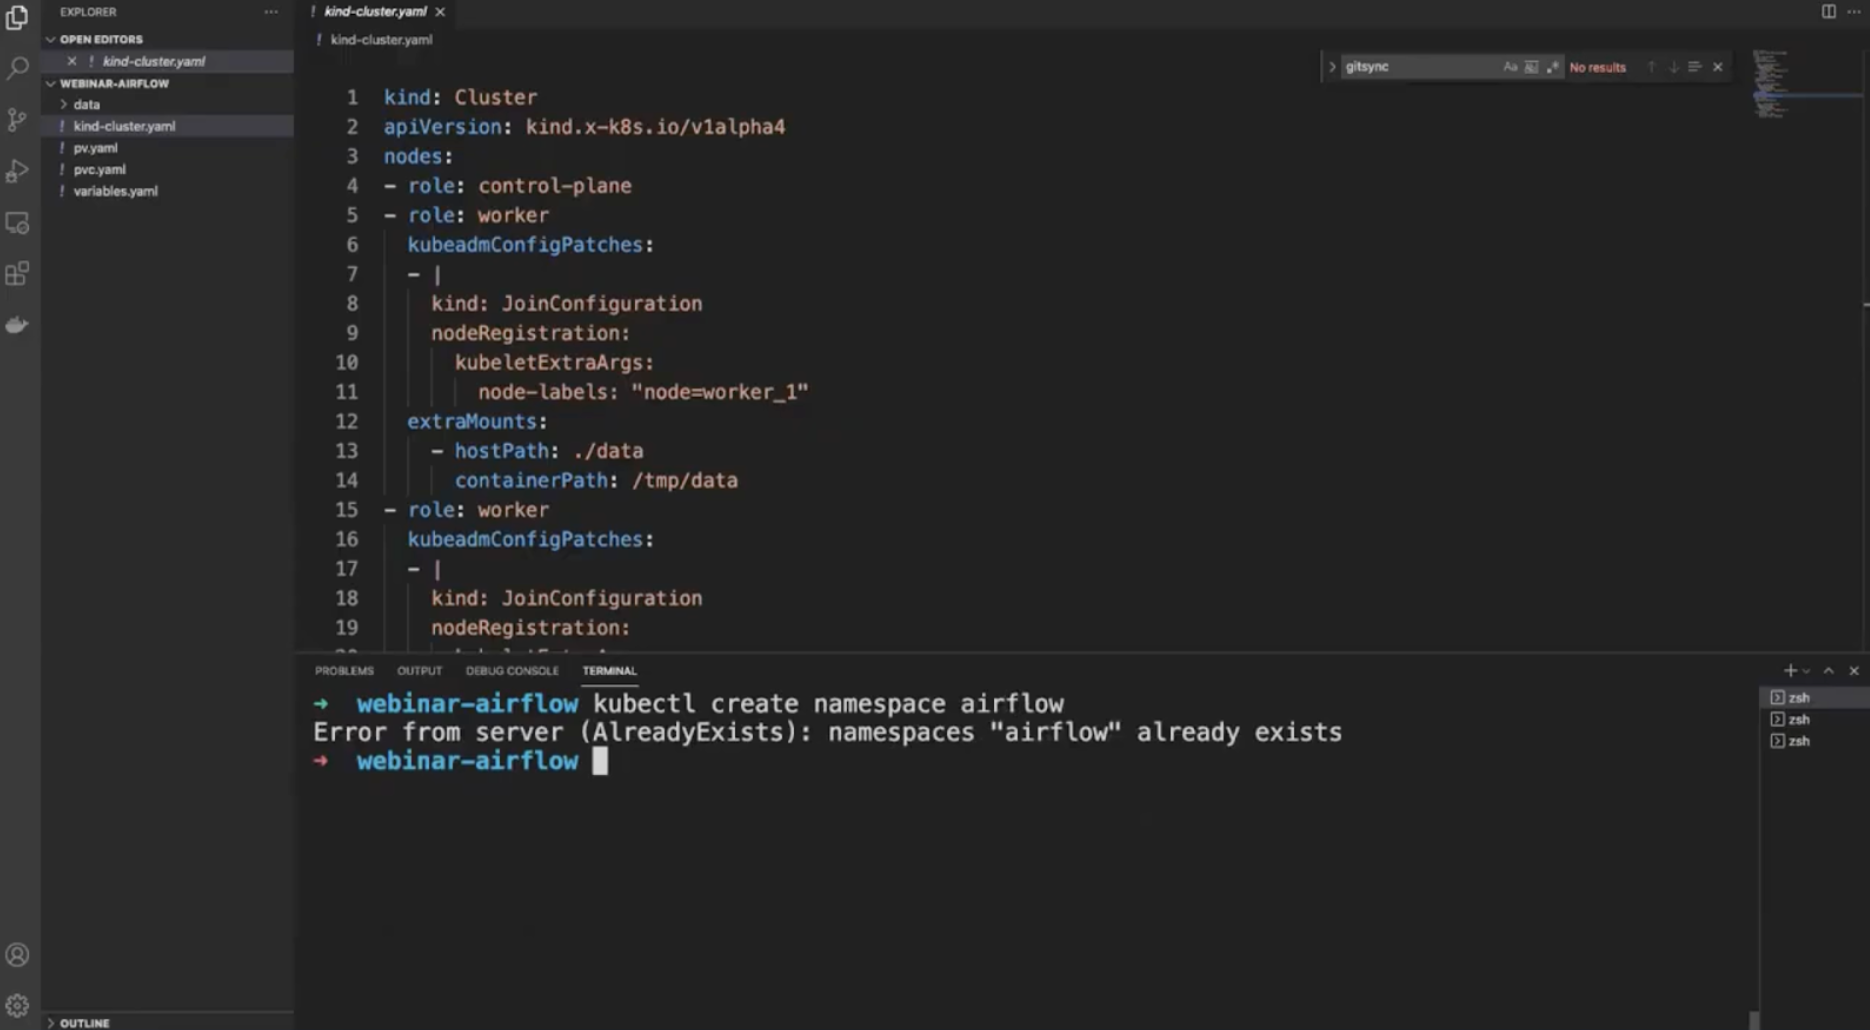 EXPLORER
OPEN EDITORS
kind-cluster.yaml
WEBINAR-AIRFLOW
data
kind-cluster.yaml
pv.yaml
pvc.yaml
variables.yaml
OUTLINE
kind-cluster.yaml
kind-cluster.yaml
gitsync
Aa
ab
.*
No results
1 kind: Cluster
2 apiVersion: kind.x-k8s.io/v1alpha4
3 nodes:
4 - role: control-plane
5 - role: worker
6 kubeadmConfigPatches:
7 - |
8 kind: JoinConfiguration
9 nodeRegistration:
10 kubeletExtraArgs:
11 node-labels: "node=worker_1"
12 extraMounts:
13 - hostPath: ./data
14 containerPath: /tmp/data
15 - role: worker
16 kubeadmConfigPatches:
17 - |
18 kind: JoinConfiguration
19 nodeRegistration:
PROBLEMS OUTPUT DEBUG CONSOLE TERMINAL
➜ webinar-airflow kubectl create namespace airflow
Error from server (AlreadyExists): namespaces "airflow" already exists
➜ webinar-airflow
zsh
zsh
zsh